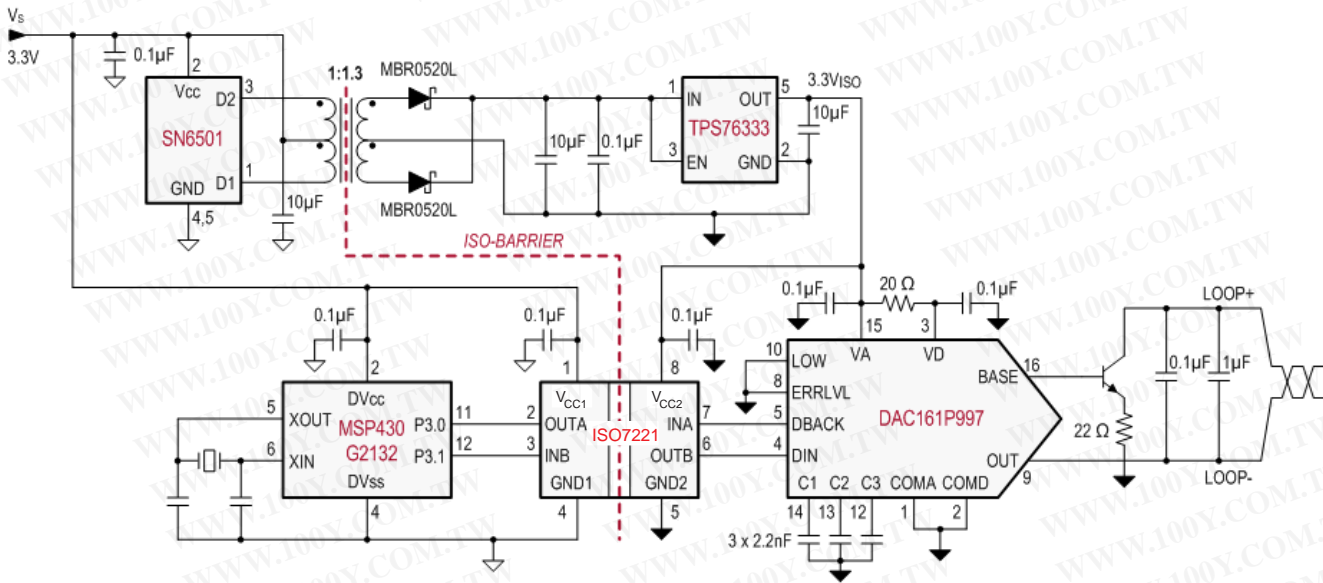 Vs
3.3V
0.1µF
2
Vcc
D2
3
SN6501
D1
1
GND
4,5
10µF
1:1.3
MBR0520L
MBR0520L
ISO-BARRIER
10µF
0.1µF
1
IN
OUT
5
TPS76333
3
EN
GND
2
3.3VISO
10µF
0.1µF
2
DVcc
5
XOUT
MSP430
G2132
P3.0
11
6
XIN
P3.1
12
DVss
4
0.1µF
1
VCC1
2
OUTA
3
INB
GND1
4
ISO7221
0.1µF
8
VCC2
INA
7
OUTB
6
GND2
5
0.1µF
20 Ω
0.1µF
15
VA
3
VD
10
LOW
8
ERRLVL
5
DBACK
4
DIN
DAC161P997
BASE
16
OUT
9
C1
C2
C3
COMA
COMD
14
13
12
1
2
3 x 2.2nF
22 Ω
0.1µF
1µF
LOOP+
LOOP-
WWW.100Y.COM.TW